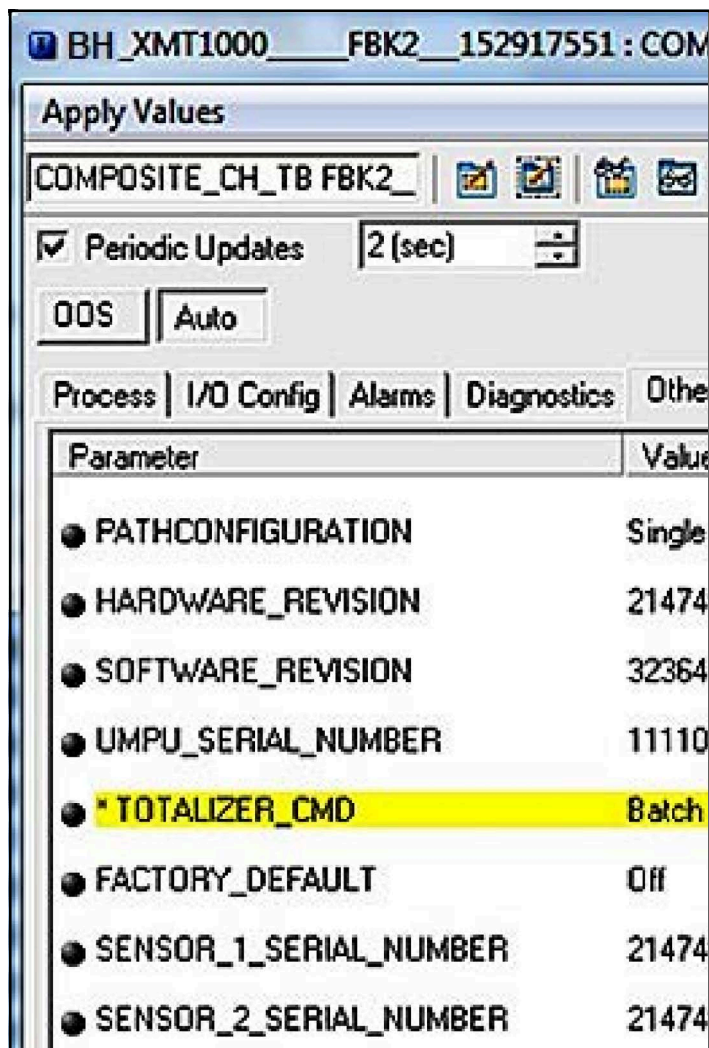 BH_XMT1000_____FBK2__152917551 : COM
Apply Values
COMPOSITE_CH_TB FBK2_
Periodic Updates 2 (sec)
OOS Auto
Process I/O Config Alarms Diagnostics Othe
Parameter Value
PATHCONFIGURATION Single
HARDWARE_REVISION 21474
SOFTWARE_REVISION 32364
UMPU_SERIAL_NUMBER 11110
* TOTALIZER_CMD Batch
FACTORY_DEFAULT Off
SENSOR_1_SERIAL_NUMBER 21474
SENSOR_2_SERIAL_NUMBER 21474